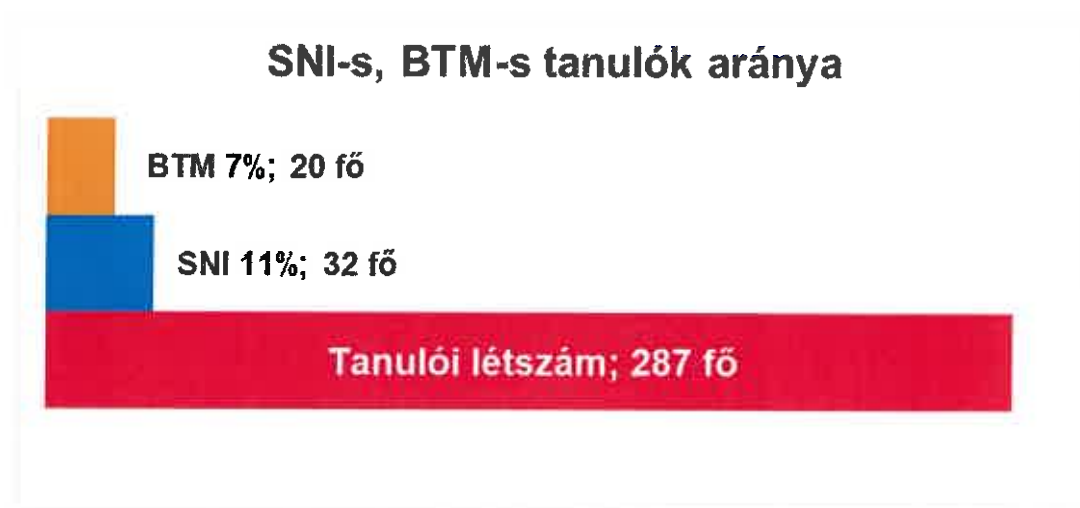 SNI-s, BTM-s tanulók aránya
BTM 7%; 20 fő
SNI 11%; 32 fő
Tanulói létszám; 287 fő